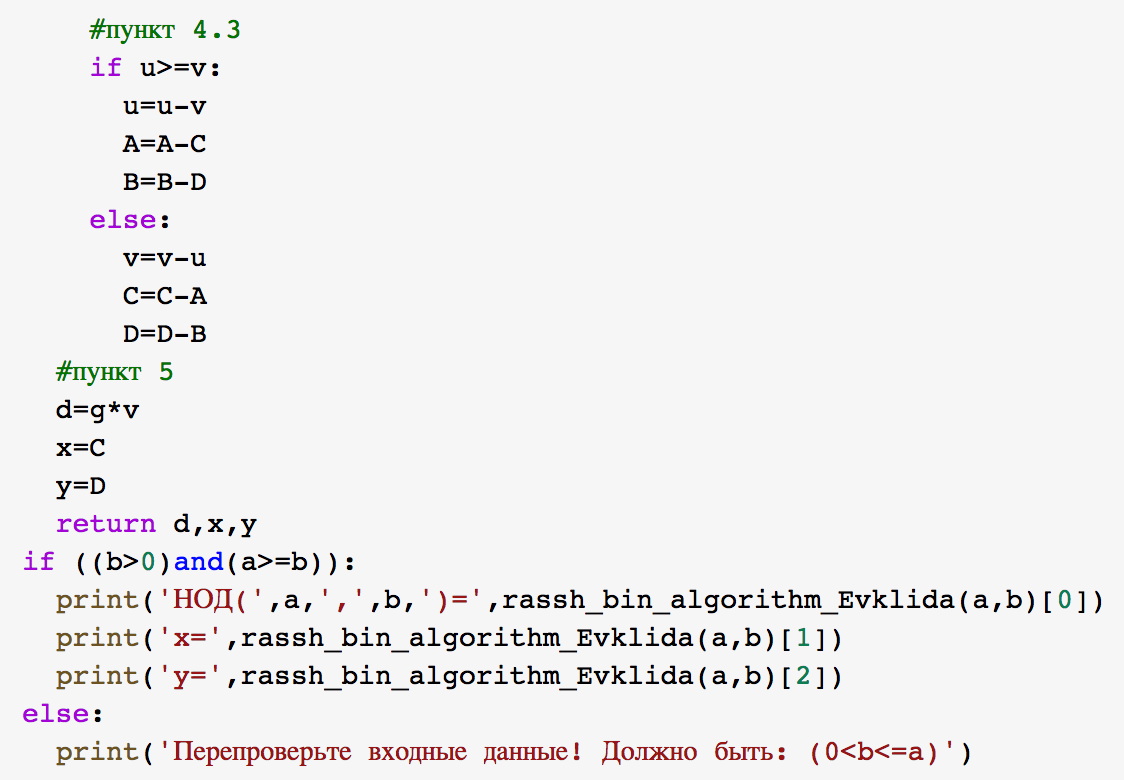 #пункт 4.3
if u>=v:
u=u-v
A=A-C
B=B-D
else:
v=v-u
C=C-A
D=D-B
#пункт 5
d=g*v
x=C
y=D
return d,x,y
if ((b>0)and(a>=b)):
print('НОД(',a,',',b,')=',rassh_bin_algorithm_Evklida(a,b)[0])
print('x=',rassh_bin_algorithm_Evklida(a,b)[1])
print('y=',rassh_bin_algorithm_Evklida(a,b)[2])
else:
print('Перепроверьте входные данные! Должно быть: (0<b<=a)')